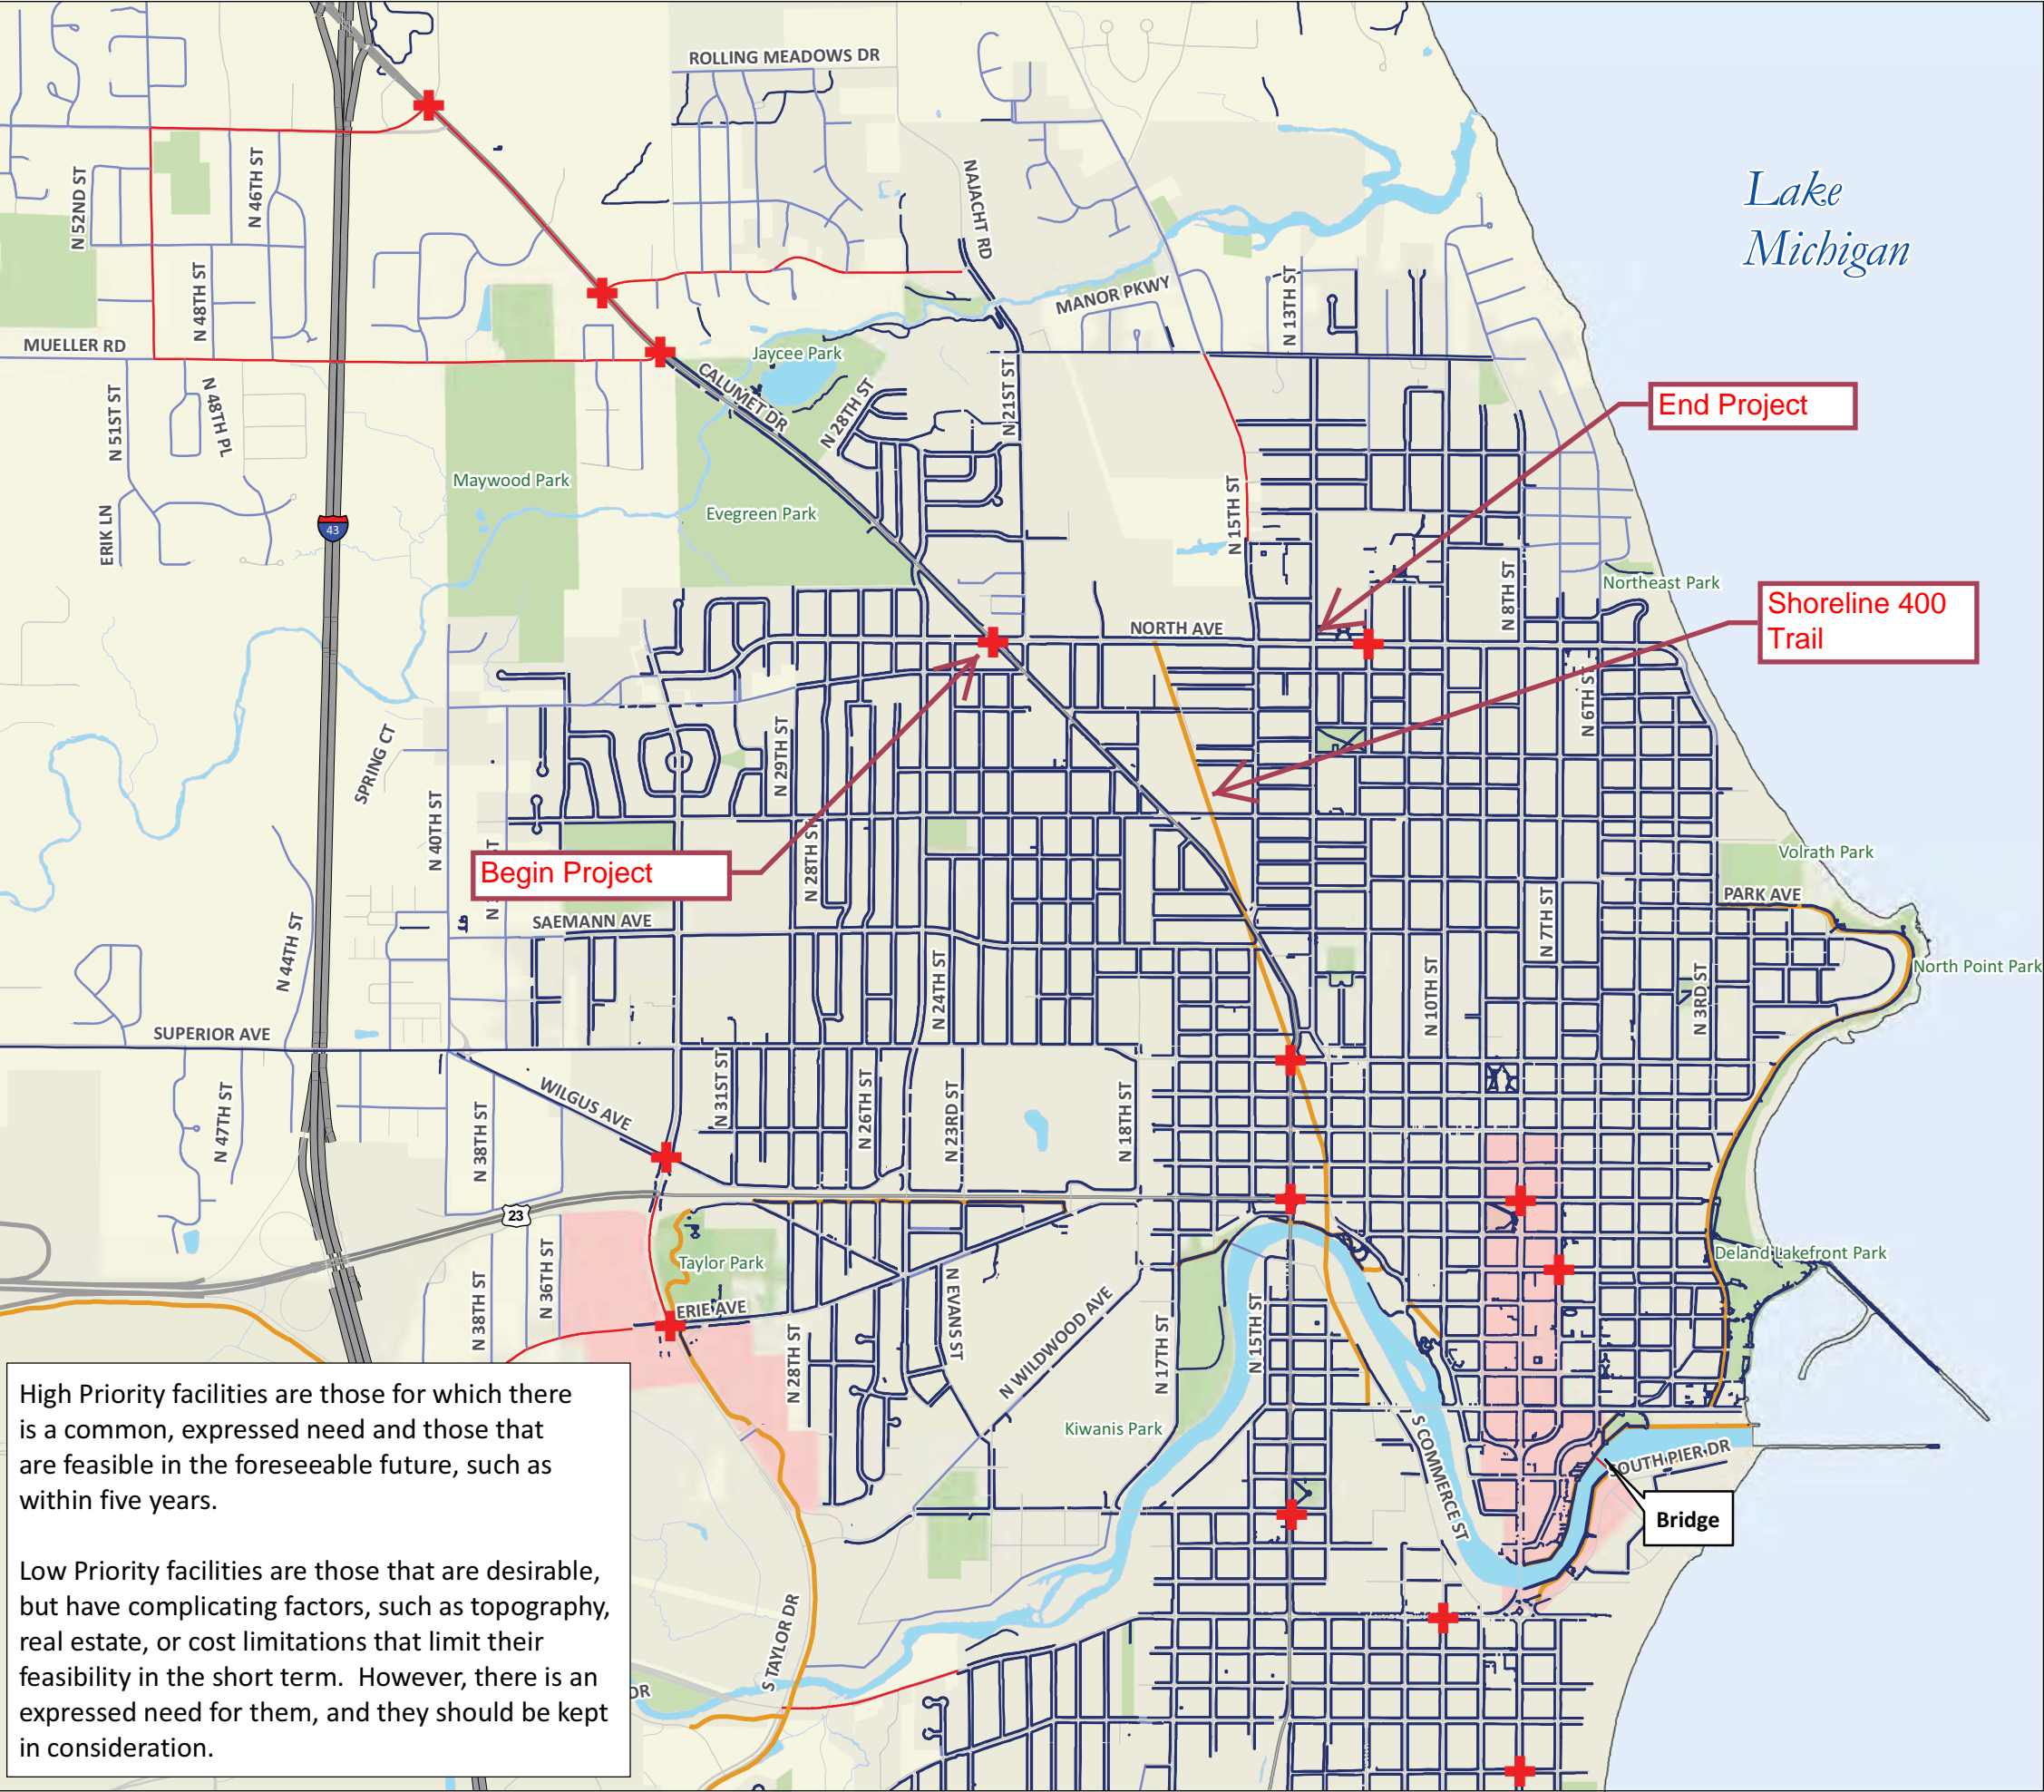 ROLLING MEADOWS DR
N 52ND ST
N 46TH ST
NAJACHT RD
Lake
Michigan
N 48TH ST
MANOR PKWY
N 13TH ST
MUELLER RD
Jaycee Park
CALUMET DR
N 28TH ST
N 21ST ST
N 51ST ST
N 48TH PL
End Project
Maywood Park
Evegreen Park
N 15TH ST
ERIK LN
43
N 8TH ST
Northeast Park
Shoreline 400
Trail
NORTH AVE
N 6TH ST
SPRING CT
N 29TH ST
N 40TH ST
Begin Project
N 28TH ST
Volrath Park
PARK AVE
SAEMANN AVE
N 7TH ST
N 44TH ST
N 24TH ST
N 10TH ST
N 3RD ST
North Point Park
SUPERIOR AVE
WILGUS AVE
N 31ST ST
N 26TH ST
N 23RD ST
N 18TH ST
N 47TH ST
N 38TH ST
23
Taylor Park
Deland Lakefront Park
N 36TH ST
N 38TH ST
ERIE AVE
N EVANS ST
N WILDWOOD AVE
N 17TH ST
N 15TH ST
N 28TH ST
Kiwanis Park
S COMMERCE ST
SOUTH PIER DR
Bridge
High Priority facilities are those for which there
is a common, expressed need and those that
are feasible in the foreseeable future, such as
within five years.
Low Priority facilities are those that are desirable,
but have complicating factors, such as topography,
real estate, or cost limitations that limit their
feasibility in the short term.  However, there is an
expressed need for them, and they should be kept
in consideration.
S TAYLOR DR
DR